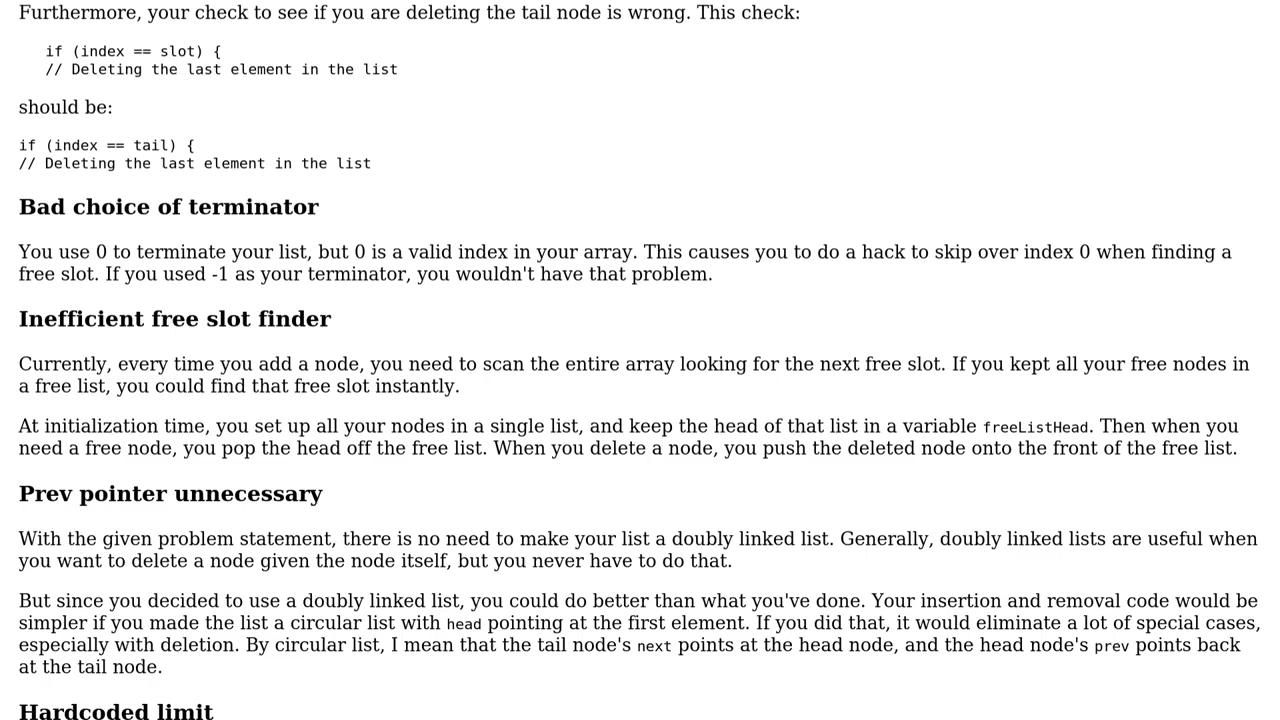 Furthermore, your check to see if you are deleting the tail node is wrong. This check:
if (index == slot) {
// Deleting the last element in the list
should be:
if (index == tail) {
// Deleting the last element in the list
Bad choice of terminator
You use 0 to terminate your list, but 0 is a valid index in your array. This causes you to do a hack to skip over index 0 when finding a
free slot. If you used -1 as your terminator, you wouldn't have that problem.
Inefficient free slot finder
Currently, every time you add a node, you need to scan the entire array looking for the next free slot. If you kept all your free nodes in
a free list, you could find that free slot instantly.
At initialization time, you set up all your nodes in a single list, and keep the head of that list in a variable freeListHead. Then when you
need a free node, you pop the head off the free list. When you delete a node, you push the deleted node onto the front of the free list.
Prev pointer unnecessary
With the given problem statement, there is no need to make your list a doubly linked list. Generally, doubly linked lists are useful when
you want to delete a node given the node itself, but you never have to do that.
But since you decided to use a doubly linked list, you could do better than what you've done. Your insertion and removal code would be
simpler if you made the list a circular list with head pointing at the first element. If you did that, it would eliminate a lot of special cases,
especially with deletion. By circular list, I mean that the tail node's next points at the head node, and the head node's prev points back
at the tail node.
Hardcoded limit